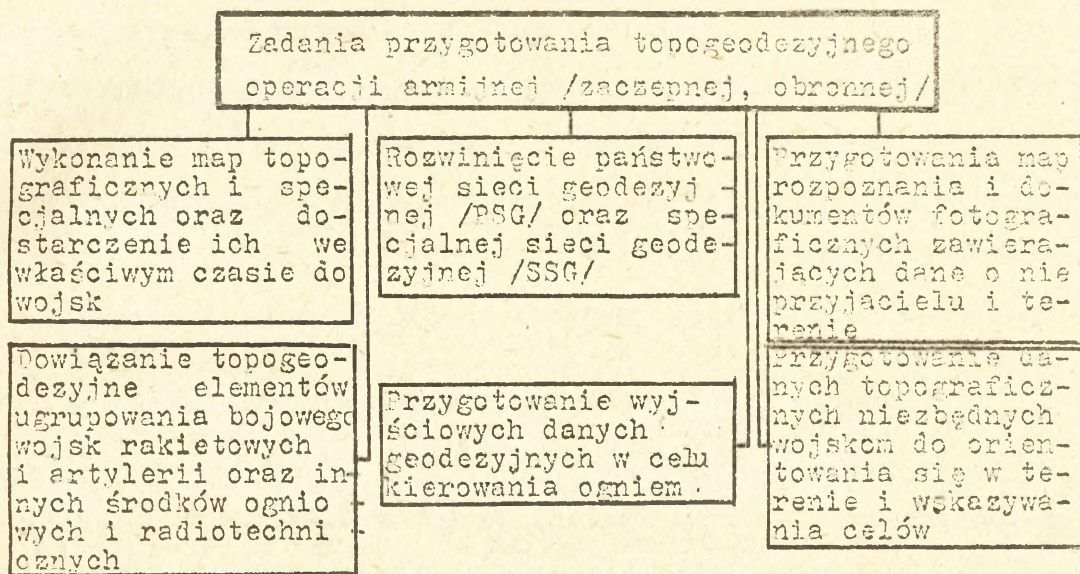 Zadania przygotowania topogeodezyjnego
operacji armijnej /zaczepnej, obronnej/
Wykonanie map topo-
graficznych i spe-
cjalnych oraz do-
starczenie ich we
właściwym czasie do
wojsk
Rozwinięcie państwo-
wej sieci geodezyj -
nej /PSG/ oraz spe-
cjalnej sieci geode-
zyjnej /SSG/
Przygotowania map
rozpoznania i do-
kumentów fotogra-
ficznych zawiera-
jących dane o nie
przyjacielu i te-
renie
Dowiązanie topogeo-
dezyjne elementów
ugrupowania bojowego
wojsk rakietowych
i artylerii oraz in-
nych środków ognio
wych i radiotechni
cznych
Przygotowanie wyj-
ściowych danych
geodezyjnych w celu
kierowania ogniem.
Przygotowanie da-
nych topograficz-
nych niezbędnych
wojskom do orien-
towania się w te-
renie i wskazywa-
nia celów